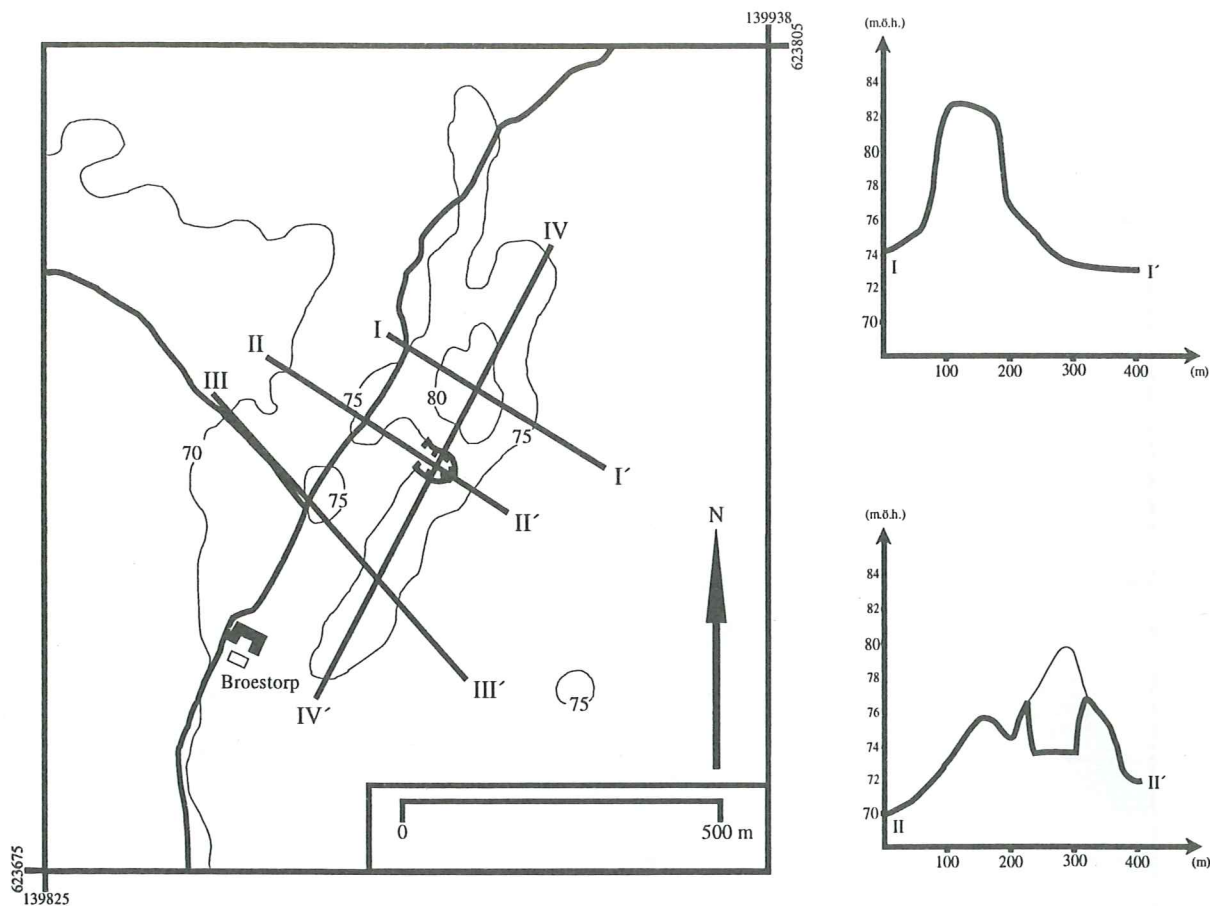 139938
623805
IV
I
II
III
75
80
75
70
75
I´
II´
N
Broestorp
III´
IV´
75
0 500 m
623675
139825
(m.ö.h.)
84
82
80
78
76
74
72
70
I
I´
100 200 300 400 (m)
(m.ö.h.)
84
82
80
78
76
74
72
70
II
II´
100 200 300 400 (m)